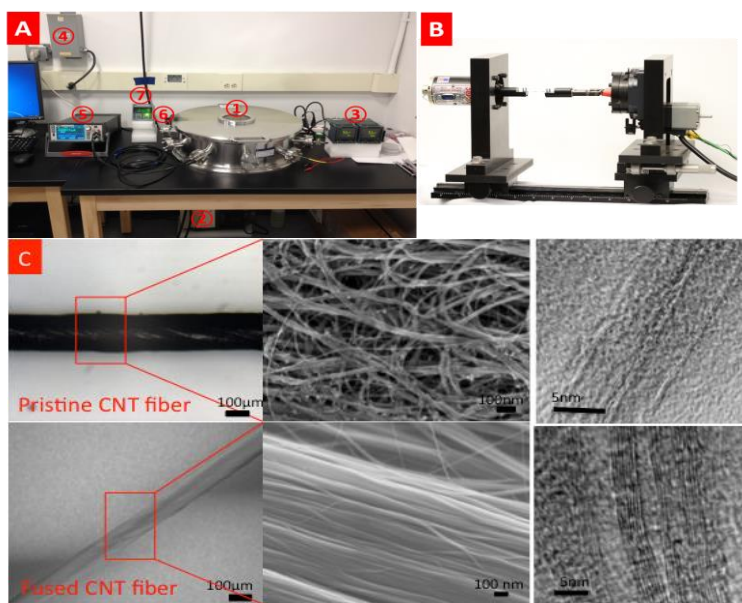 A
④
⑦
⑤
⑥
①
③
②
B
C
Pristine CNT fiber
100μm
100nm
5nm
Fused CNT fiber
100μm
100 nm
5nm